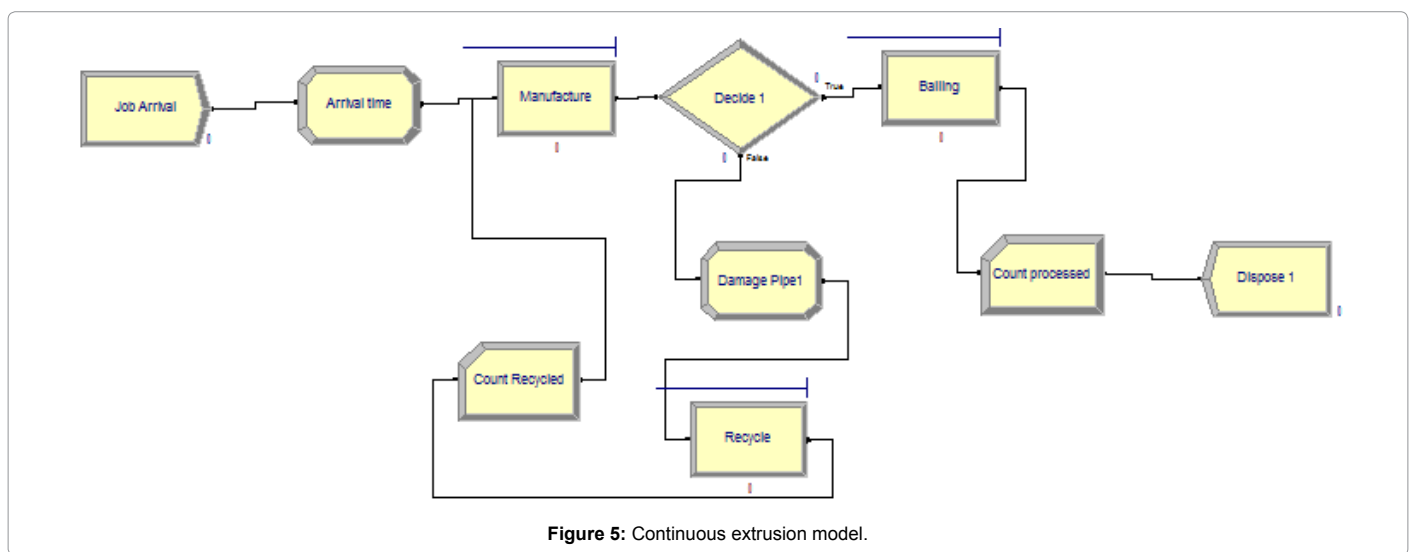 Job Arrival
Arrival time
Manufacture
Decide 1
True
False
Balling
Damage Pipe1
Count processed
Dispose 1
Count Recycled
Recycle
Figure 5: Continuous extrusion model.